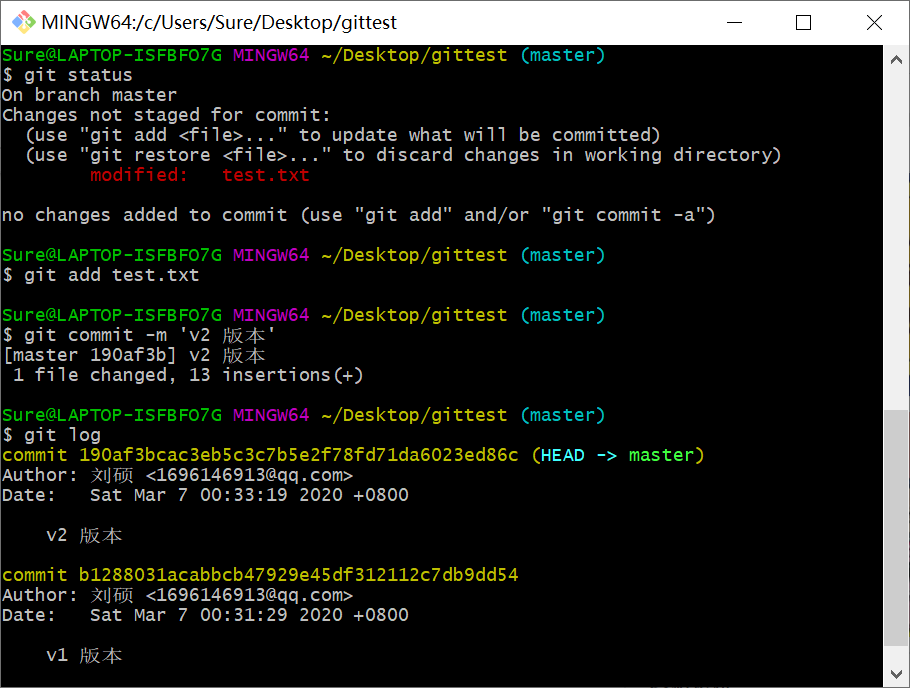 MINGW64:/c/Users/Sure/Desktop/gittest
Sure@LAPTOP-ISFBFO7G MINGW64 ~/Desktop/gittest (master)
$ git status
On branch master
Changes not staged for commit:
  (use "git add <file>..." to update what will be committed)
  (use "git restore <file>..." to discard changes in working directory)
        modified:   test.txt
no changes added to commit (use "git add" and/or "git commit -a")
Sure@LAPTOP-ISFBFO7G MINGW64 ~/Desktop/gittest (master)
$ git add test.txt
Sure@LAPTOP-ISFBFO7G MINGW64 ~/Desktop/gittest (master)
$ git commit -m 'v2 版本'
[master 190af3b] v2 版本
 1 file changed, 13 insertions(+)
Sure@LAPTOP-ISFBFO7G MINGW64 ~/Desktop/gittest (master)
$ git log
commit 190af3bcac3eb5c3c7b5e2f78fd71da6023ed86c (HEAD -> master)
Author: 刘硕 <1696146913@qq.com>
Date:   Sat Mar 7 00:33:19 2020 +0800
    v2 版本
commit b1288031acabbcb47929e45df312112c7db9dd54
Author: 刘硕 <1696146913@qq.com>
Date:   Sat Mar 7 00:31:29 2020 +0800
    v1 版本